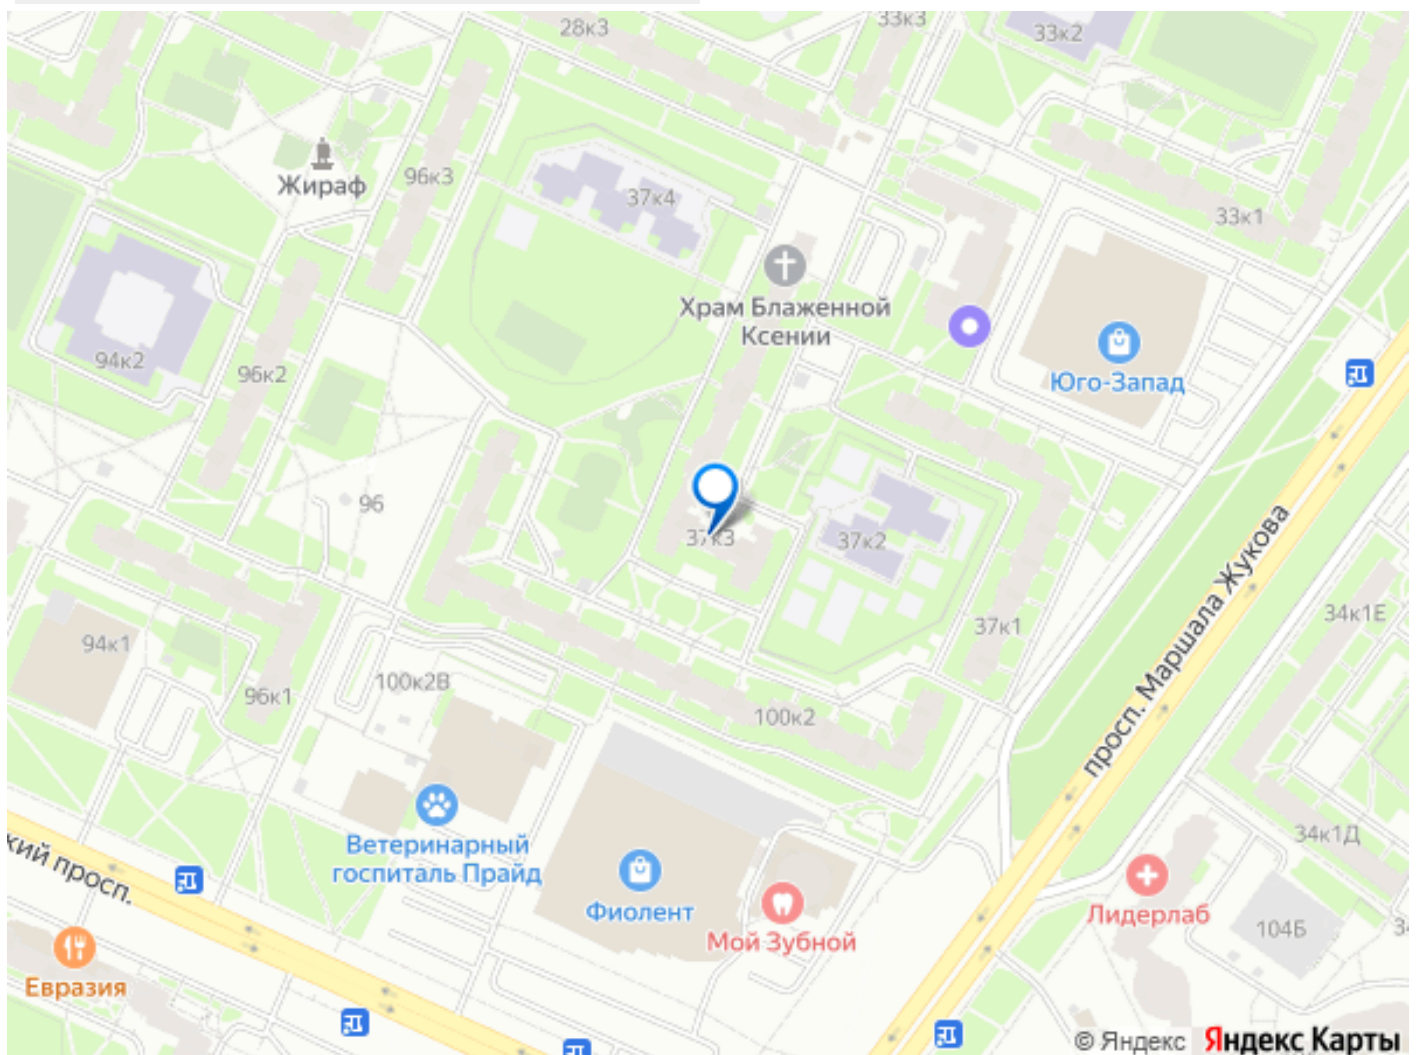 28к3
33к3
33к2
96к3
Жираф
37к4
33к1
Храм Блаженной
Ксении
94к2
96к2
Юго-Запад
96
37к3
37к2
37к1
просп. Маршала Жукова
34к1Е
94к1
96к1
100к2В
100к2
34к1Д
Ветеринарный
госпиталь Прайд
кий просп.
Фиолент
Мой Зубной
Лидерлаб
104Б
34
Евразия
© Яндекс Яндекс Карты